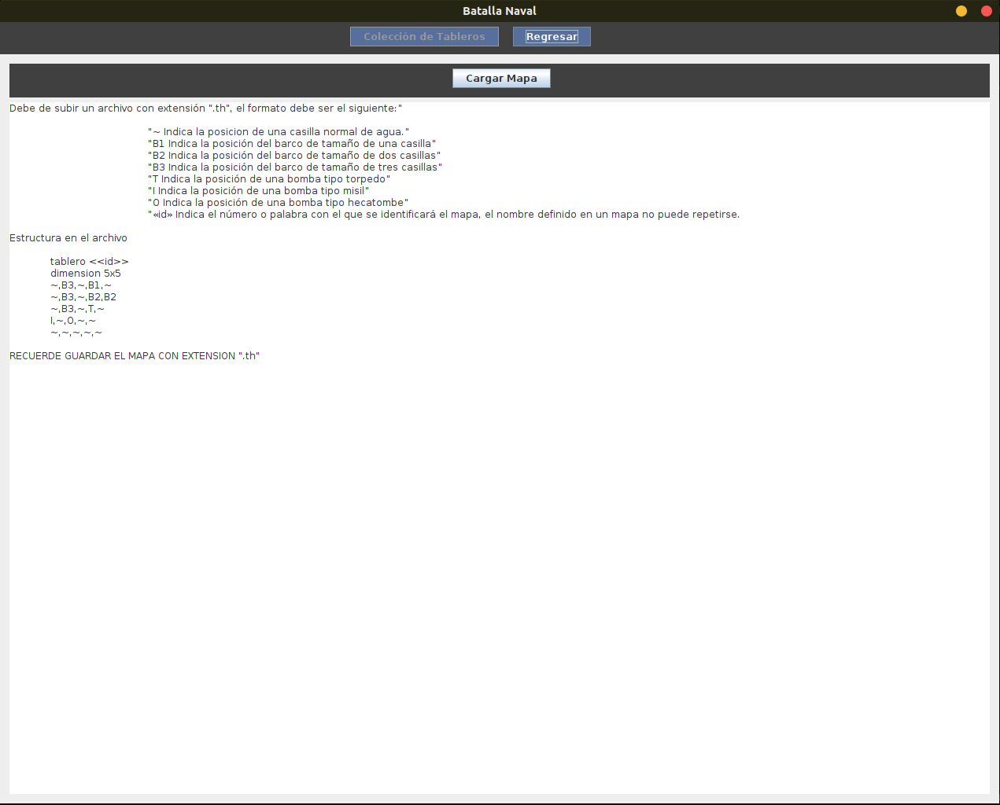 Batalla Naval
Colección de Tableros
Regresar
Cargar Mapa
Debe de subir un archivo con extensión ".th", el formato debe ser el siguiente:"
"~ Indica la posicion de una casilla normal de agua."
"B1 Indica la posición del barco de tamaño de una casilla"
"B2 Indica la posición del barco de tamaño de dos casillas"
"B3 Indica la posición del barco de tamaño de tres casillas"
"T Indica la posición de una bomba tipo torpedo"
"I Indica la posición de una bomba tipo misil"
"O Indica la posición de una bomba tipo hecatombe"
"«id» Indica el número o palabra con el que se identificará el mapa, el nombre definido en un mapa no puede repetirse.
Estructura en el archivo
tablero <<id>>
dimension 5x5
~,B3,~,B1,~
~,B3,~,B2,B2
~,B3,~,T,~
I,~,O,~,~
~,~,~,~,~
RECUERDE GUARDAR EL MAPA CON EXTENSION ".th"